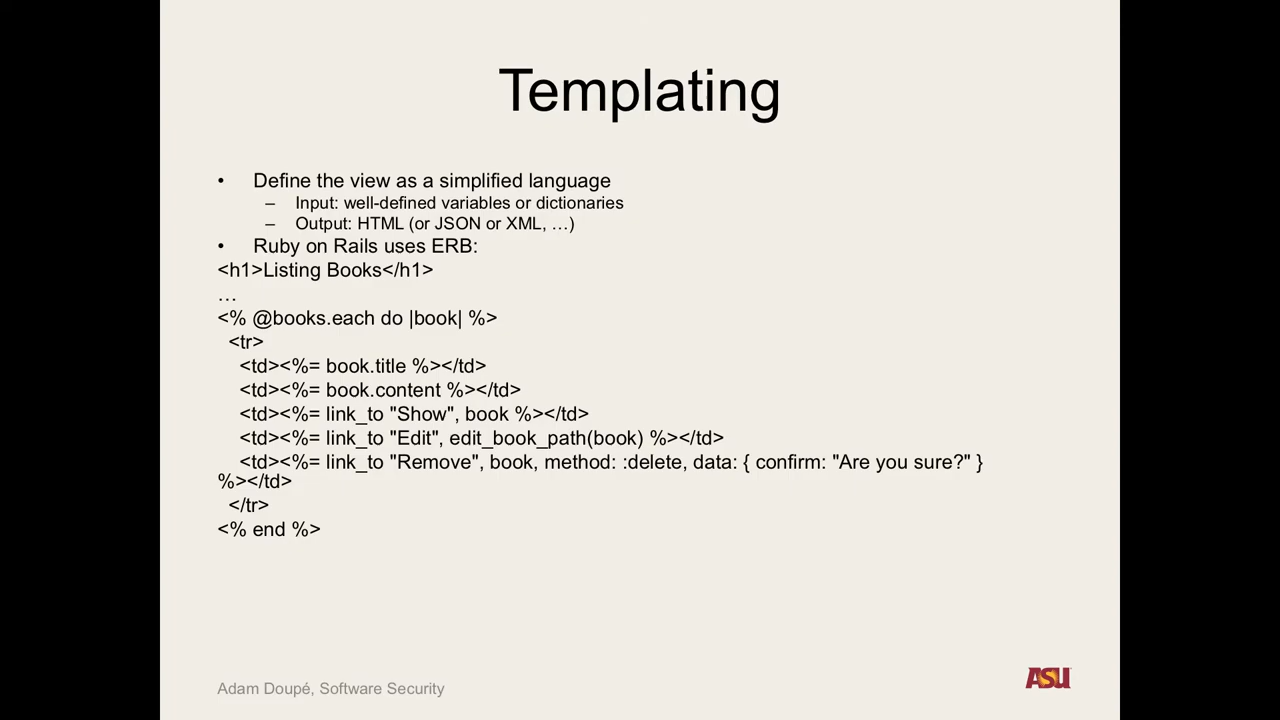 Templating
• Define the view as a simplified language
– Input: well-defined variables or dictionaries
– Output: HTML (or JSON or XML, …)
• Ruby on Rails uses ERB:
<h1>Listing Books</h1>
…
<% @books.each do |book| %>
  <tr>
    <td><%= book.title %></td>
    <td><%= book.content %></td>
    <td><%= link_to "Show", book %></td>
    <td><%= link_to "Edit", edit_book_path(book) %></td>
    <td><%= link_to "Remove", book, method: :delete, data: { confirm: "Are you sure?" }
%></td>
  </tr>
<% end %>
Adam Doupé, Software Security
ASU